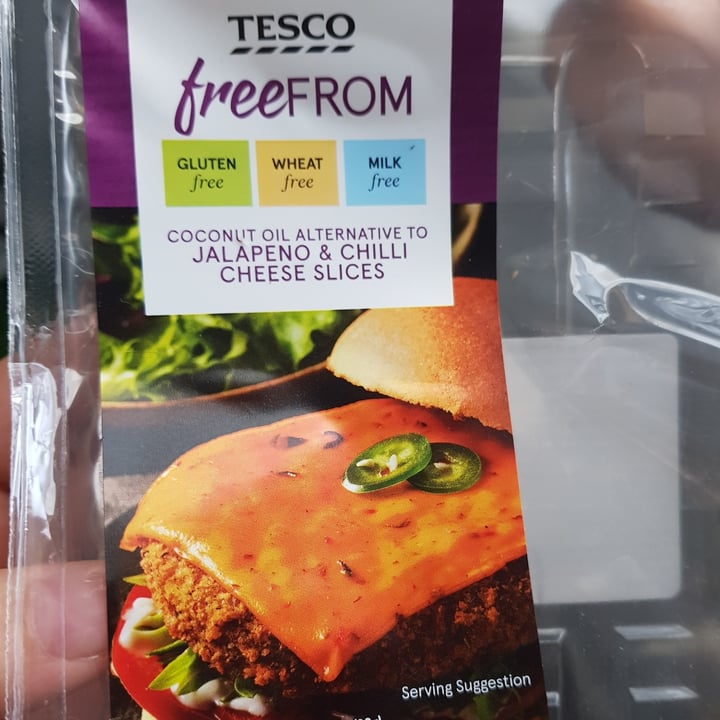 TESCO
freeFROM
GLUTEN free
WHEAT free
MILK free
COCONUT OIL ALTERNATIVE TO
JALAPENO & CHILLI
CHEESE SLICES
Serving Suggestion